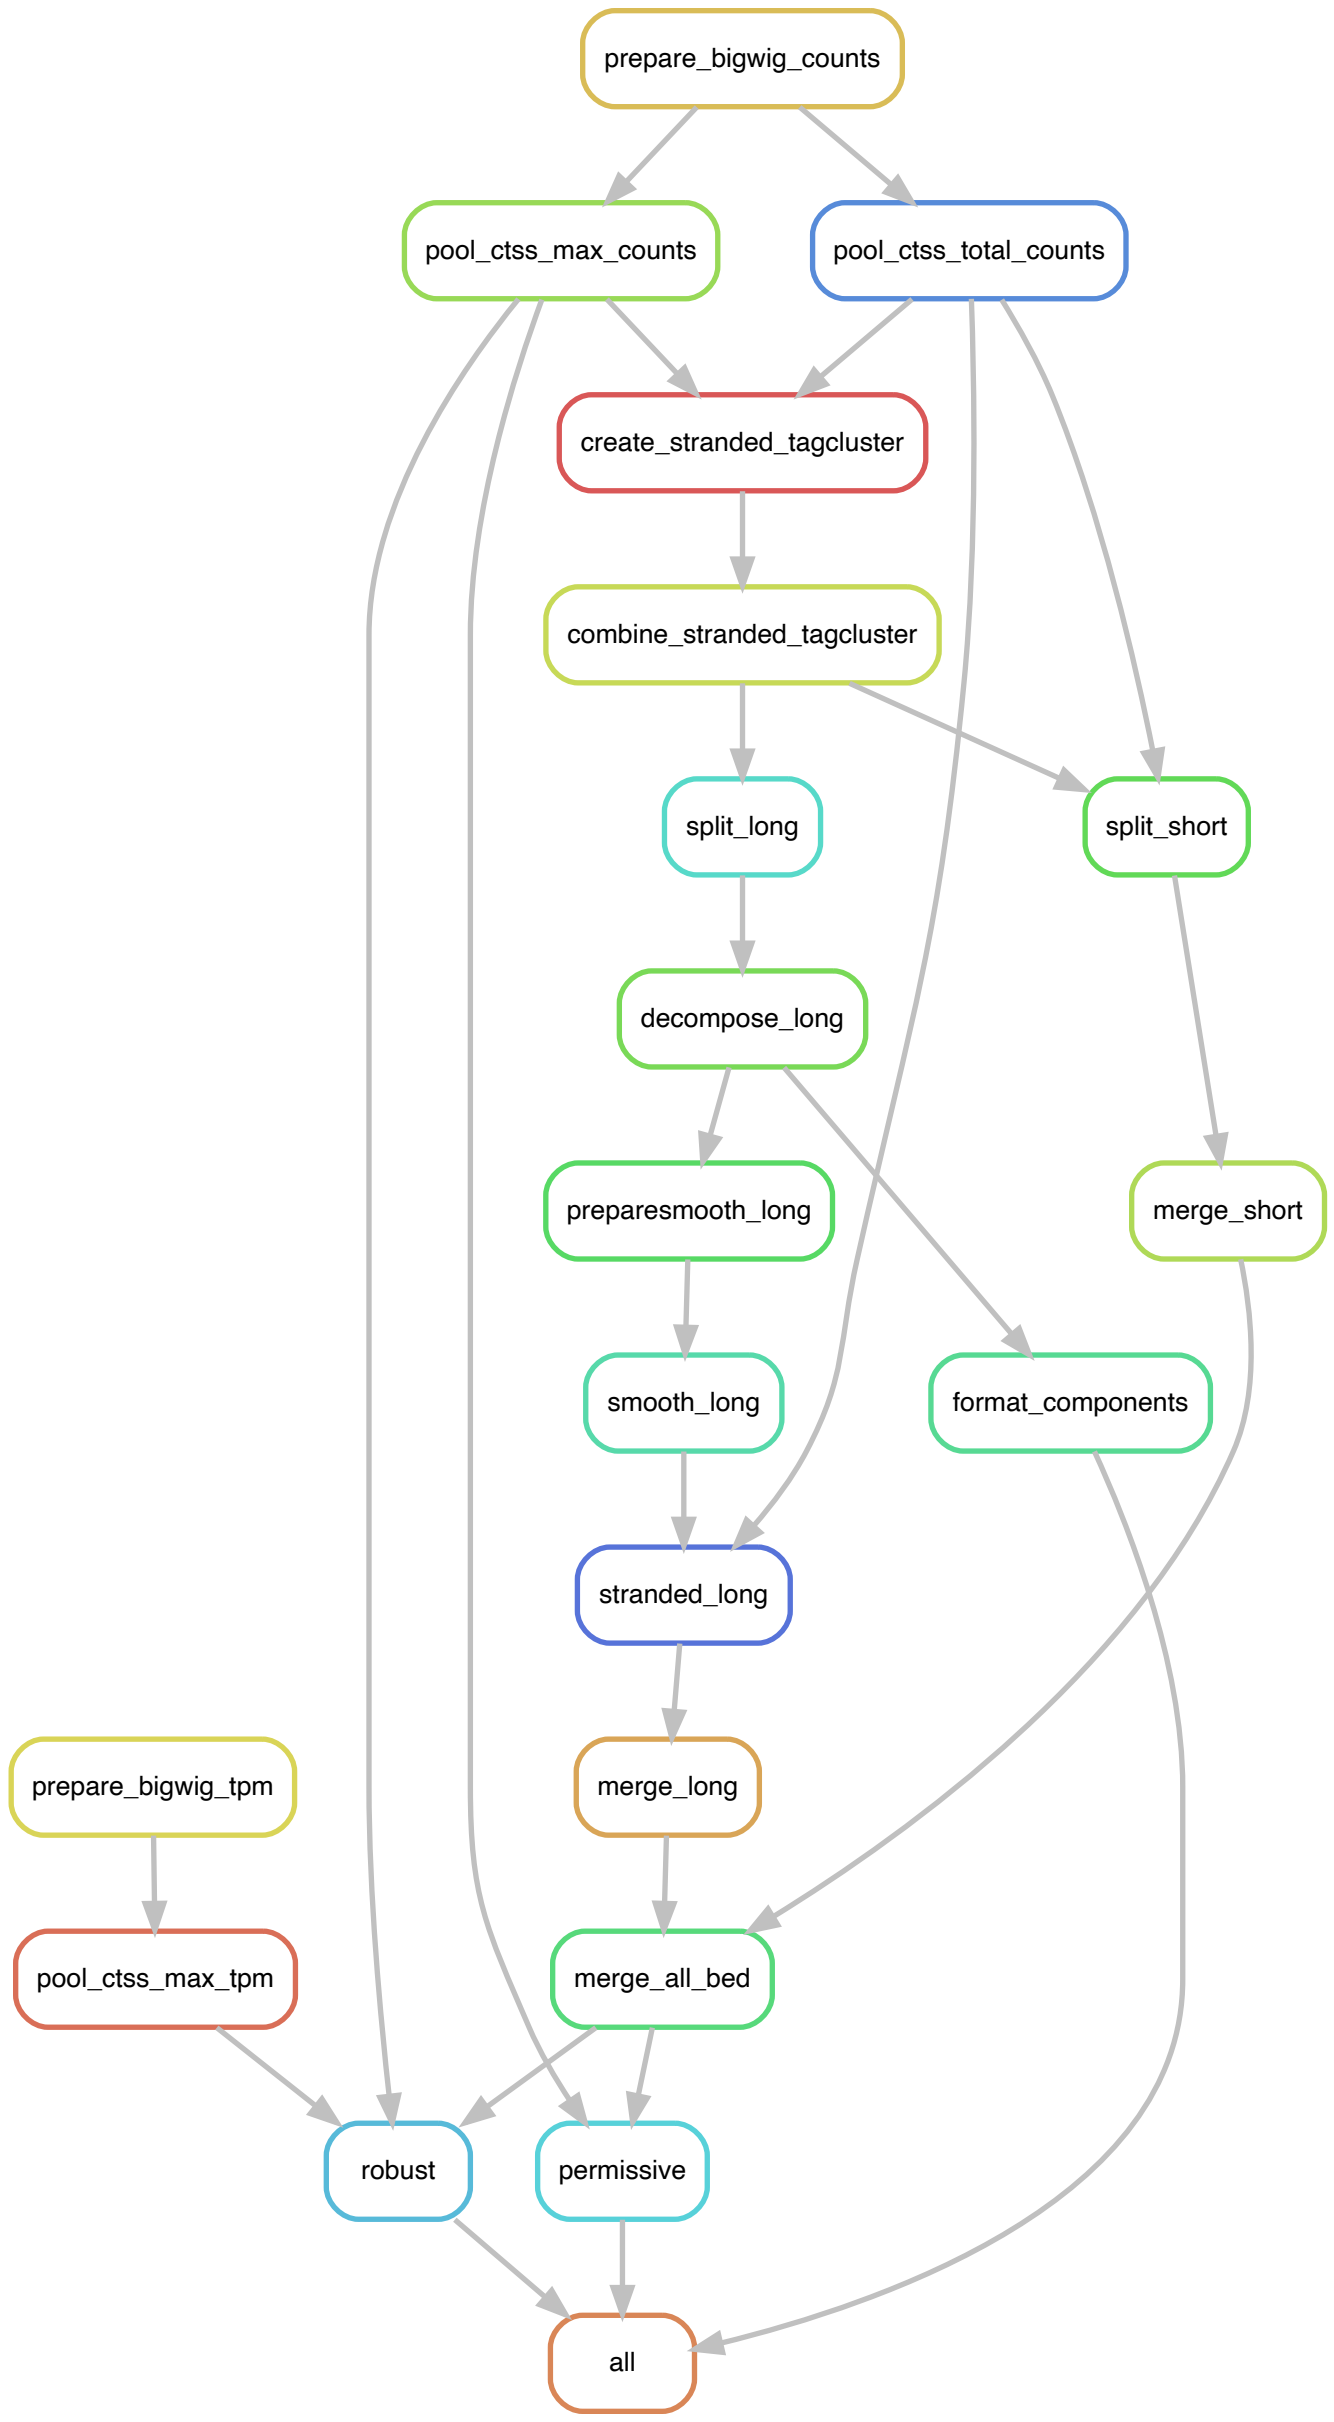 prepare_bigwig_counts
pool_ctss_max_counts
pool_ctss_total_counts
create_stranded_tagcluster
combine_stranded_tagcluster
split_long
split_short
decompose_long
preparesmooth_long
merge_short
smooth_long
format_components
stranded_long
prepare_bigwig_tpm
merge_long
pool_ctss_max_tpm
merge_all_bed
robust
permissive
all